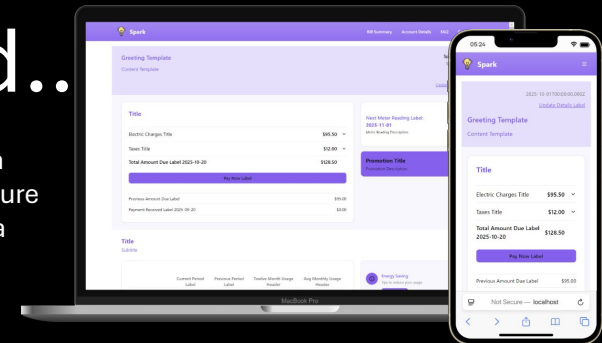 d..
ure
a
Spark
Bill Summary Account Details FAQ
Greeting Template
Content Template
Title
Electric Charges Title $95.50
Taxes Title $12.00
Total Amount Due Label 2025-10-20 $128.50
Pay Now Label
Previous Amount Due Label $95.00
Payment Received Label 2025-09-20 $0.00
Next Meter Reading Label
2025-11-01
Meter Reading Description
Promotion Title
Promotion Description
Title
Subtitle
Current Period Label
Previous Period Label
Twelve Month Usage Header
Avg Monthly Usage Header
Energy Saving
Tips to reduce your usage
MacBook Pro
05:24
Spark
Update Details Label
Greeting Template
Content Template
Title
Electric Charges Title $95.50
Taxes Title $12.00
Total Amount Due Label $128.50
2025-10-20
Pay Now Label
Previous Amount Due Label $95.00
Not Secure — localhost